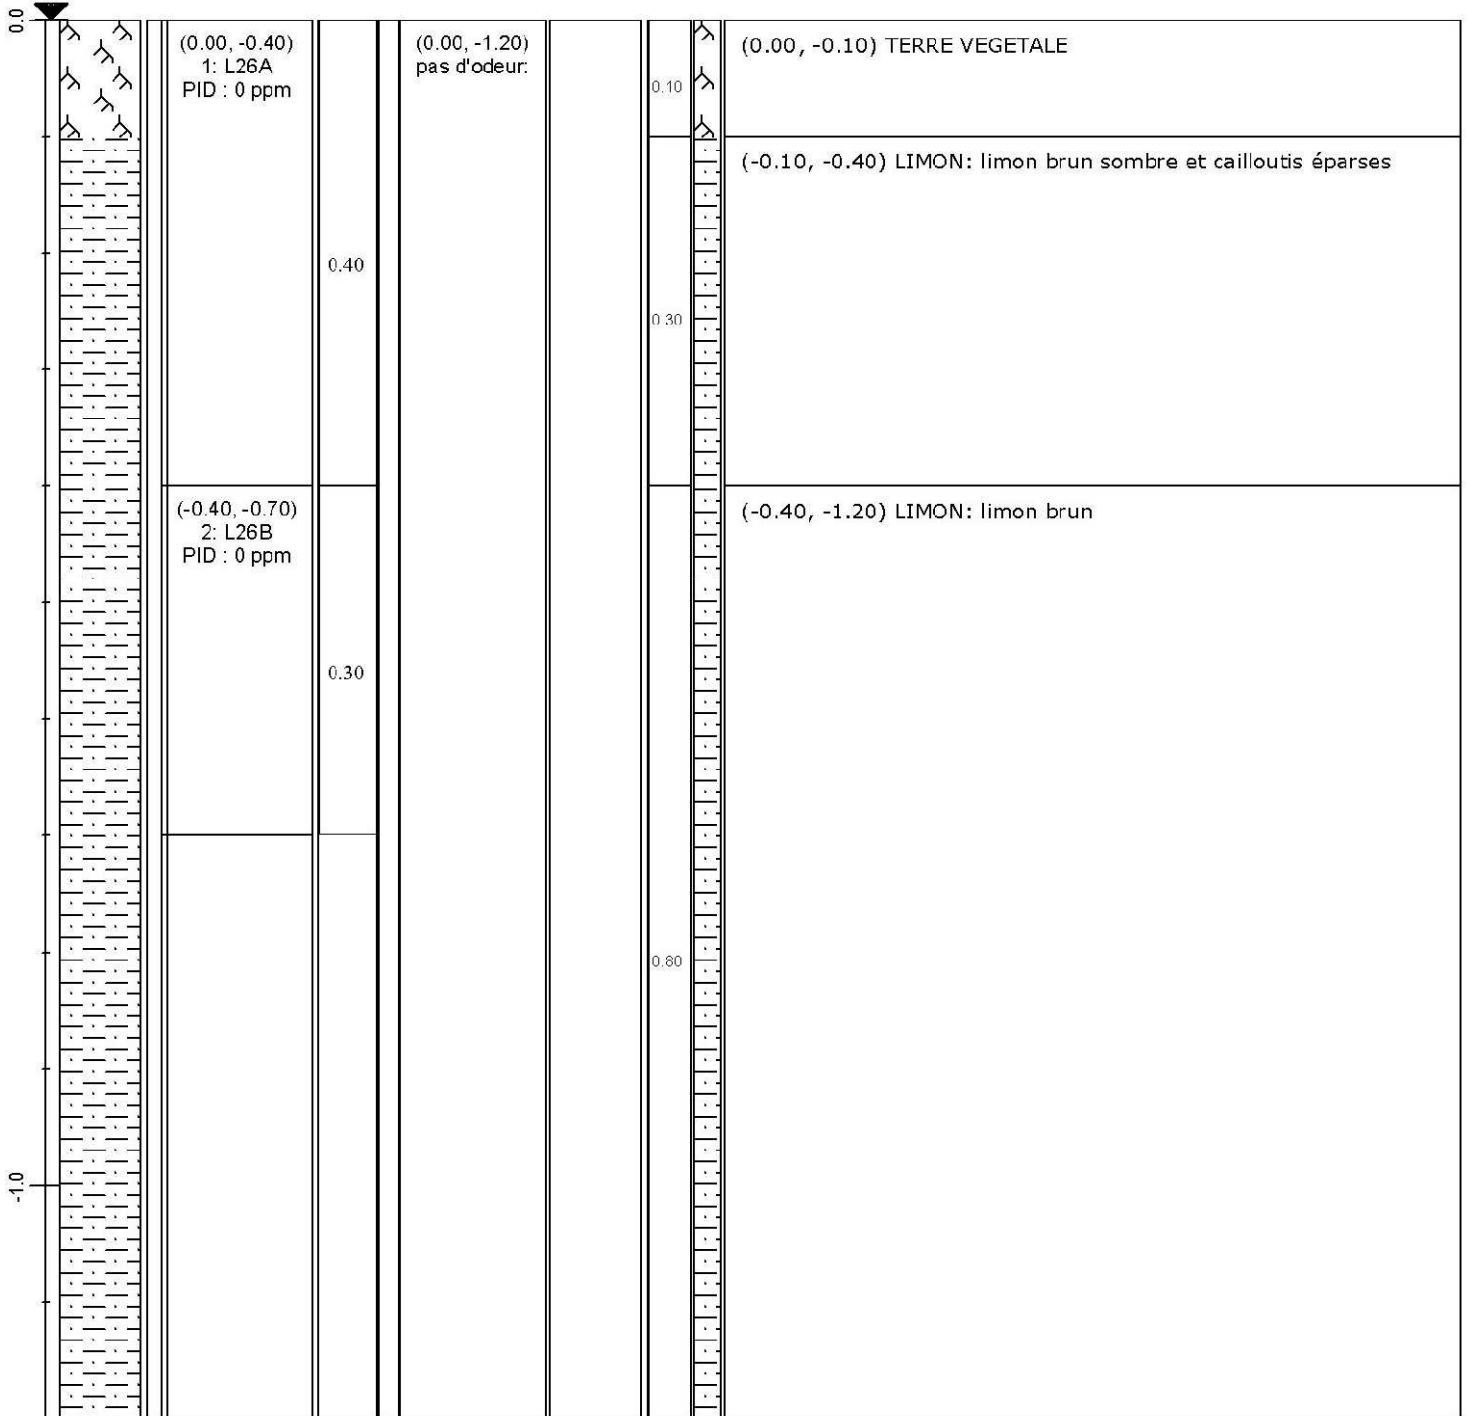 0.0
(0.00, -0.40)
1: L26A
PID : 0 ppm
0.40
(0.00, -1.20)
pas d'odeur:
0.10
(0.00, -0.10) TERRE VEGETALE
(-0.10, -0.40) LIMON: limon brun sombre et cailloutis éparses
0.30
(-0.40, -0.70)
2: L26B
PID : 0 ppm
0.30
(-0.40, -1.20) LIMON: limon brun
0.80
-1.0